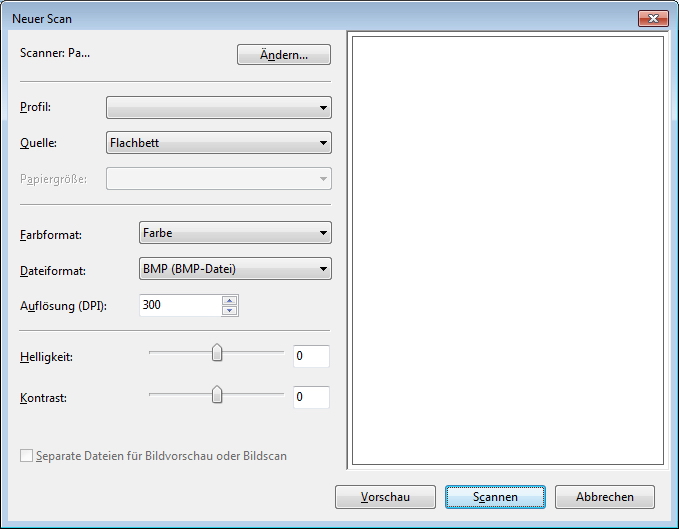 Neuer Scan
Scanner: Pa...
Ändern...
Profil:
Quelle:
Flachbett
Papiergröße:
Farbformat:
Farbe
Dateiformat:
BMP (BMP-Datei)
Auflösung (DPI):
300
Helligkeit:
0
Kontrast:
0
Separate Dateien für Bildvorschau oder Bildscan
Vorschau
Scannen
Abbrechen